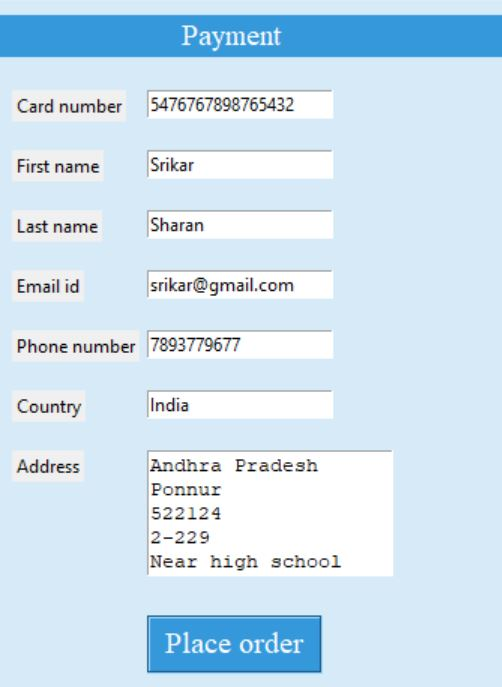 Payment
Card number 5476767898765432
First name Srikar
Last name Sharan
Email id srikar@gmail.com
Phone number 7893779677
Country India
Address Andhra Pradesh
Ponnur
522124
2-229
Near high school
Place order